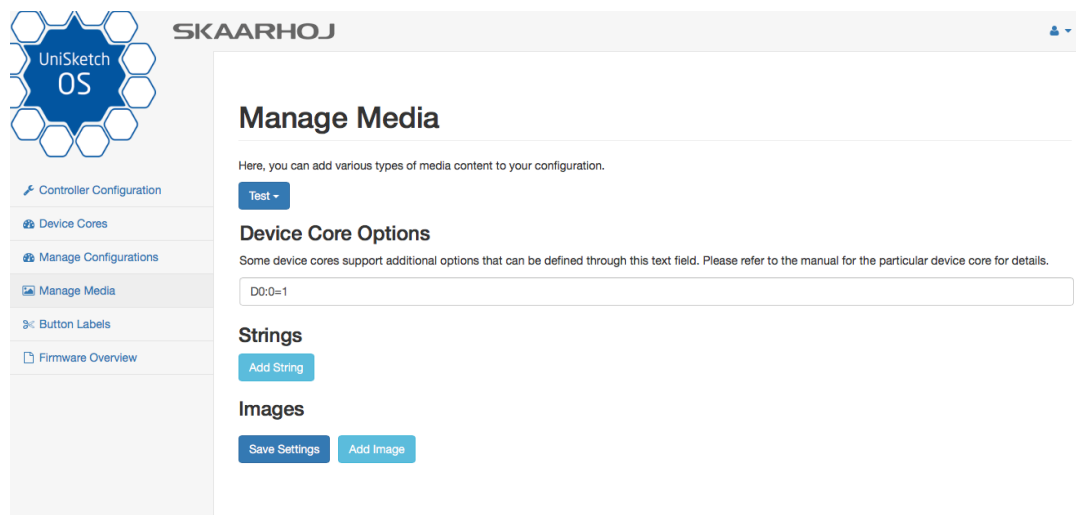 UniSketch
OS
SKAARHOJ
Controller Configuration
Device Cores
Manage Configurations
Manage Media
Button Labels
Firmware Overview
Manage Media
Here, you can add various types of media content to your configuration.
Test
Device Core Options
Some device cores support additional options that can be defined through this text field. Please refer to the manual for the particular device core for details.
D0:0=1
Strings
Add String
Images
Save Settings Add Image